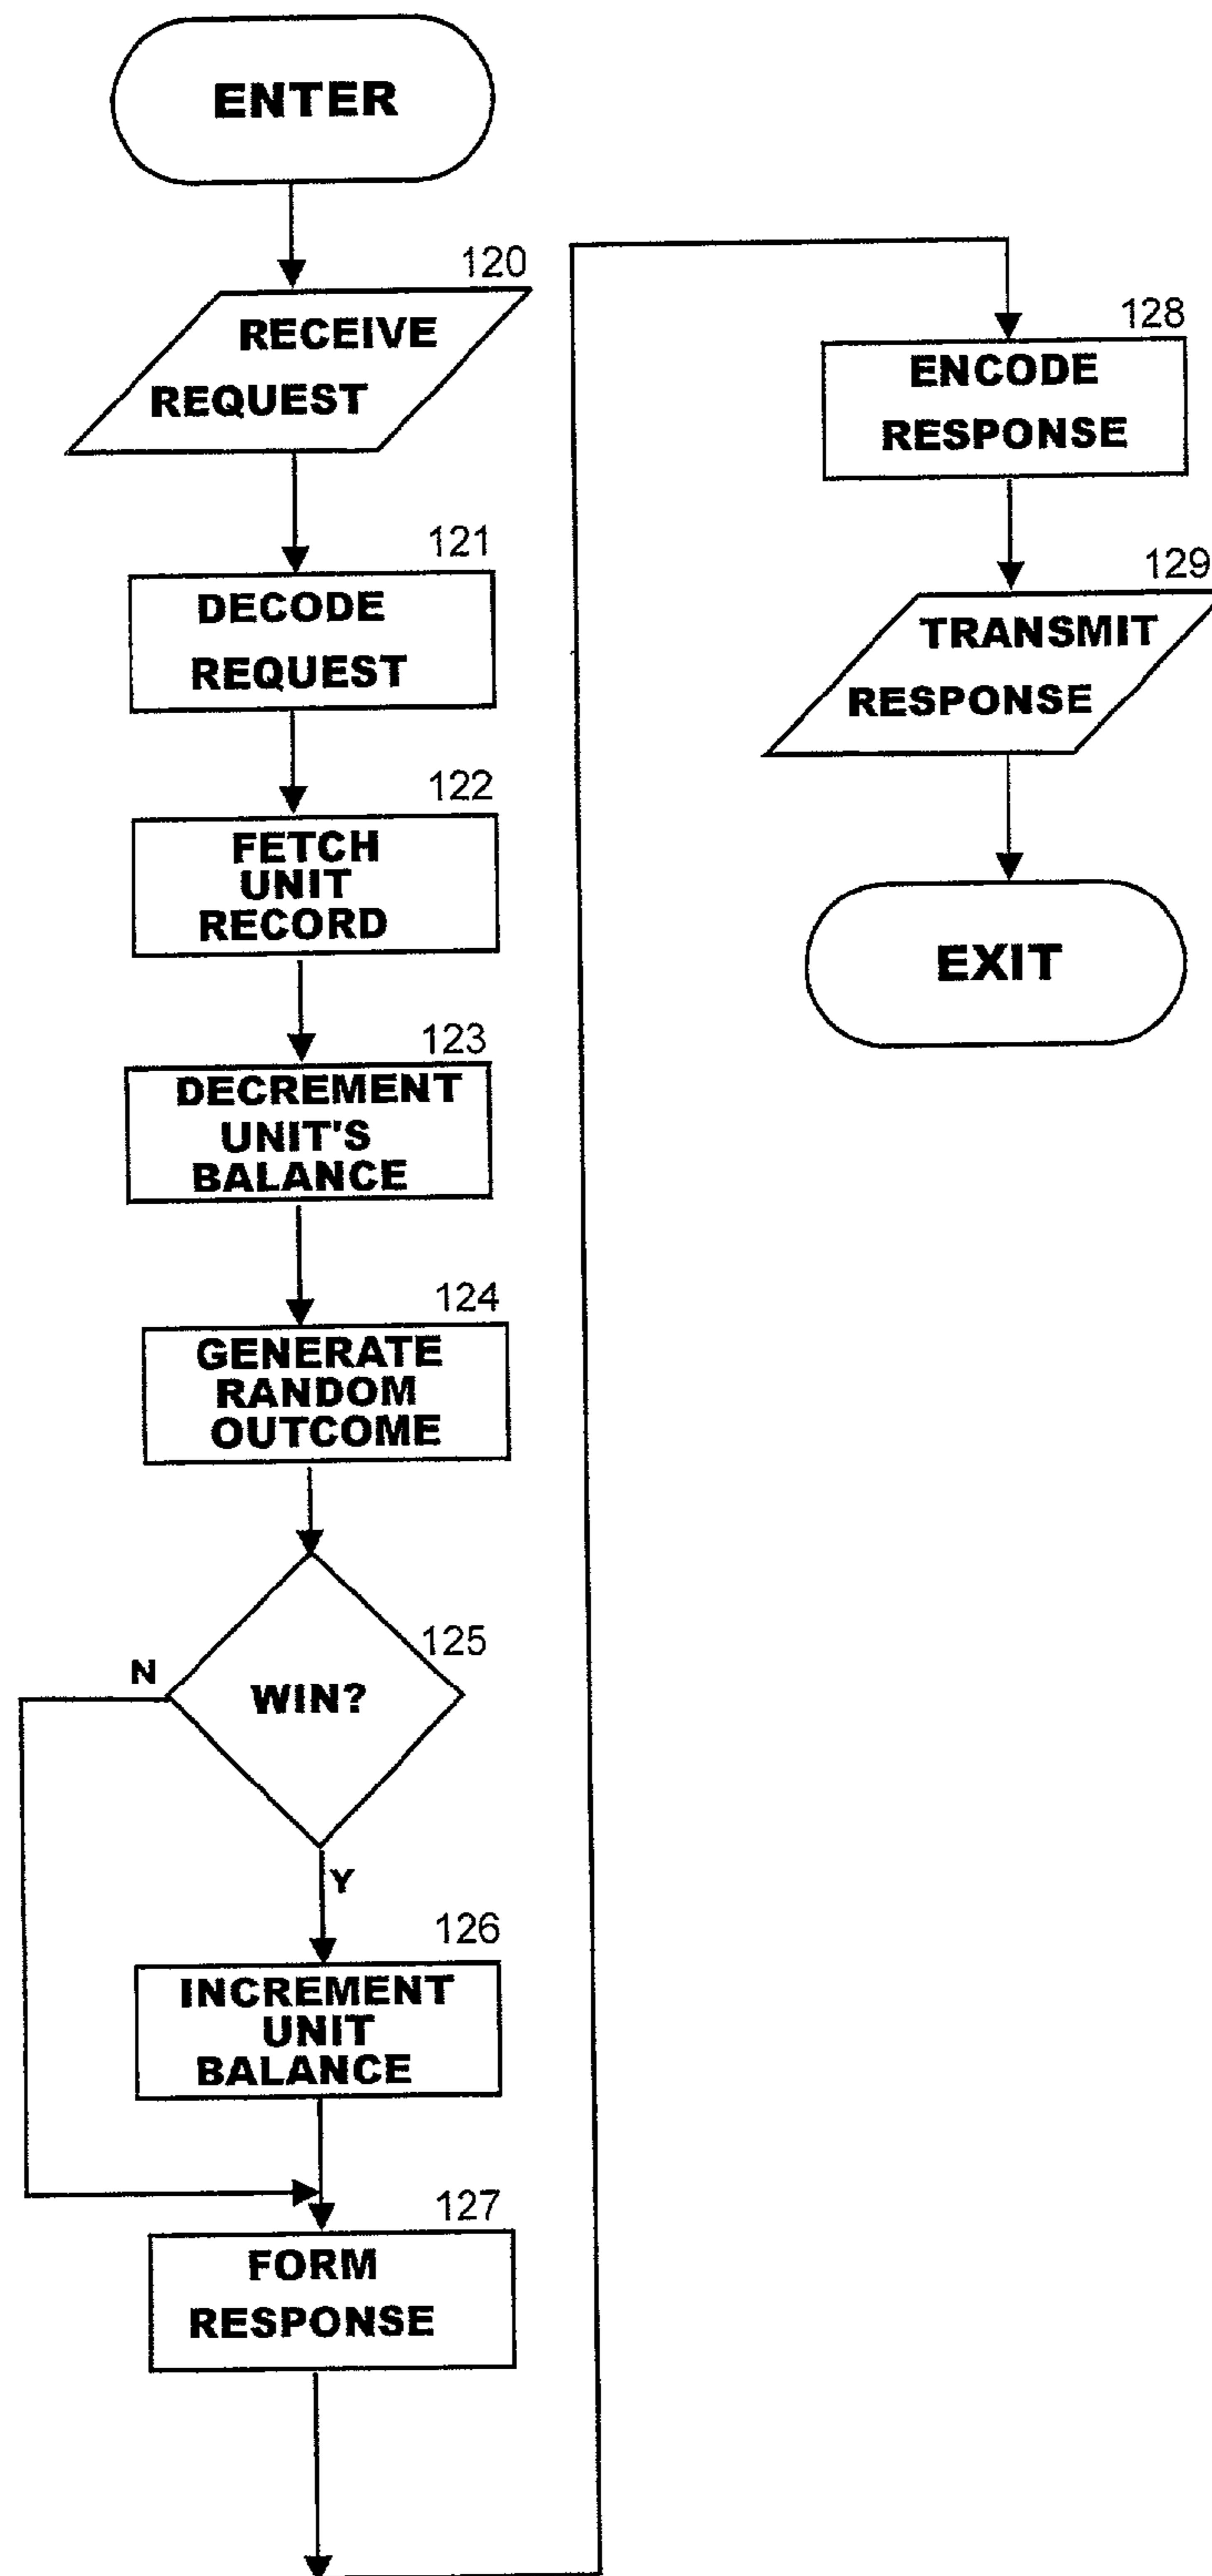 ENTER
120
RECEIVE
REQUEST
121
DECODE
REQUEST
122
FETCH
UNIT
RECORD
123
DECREMENT
UNIT'S
BALANCE
124
GENERATE
RANDOM
OUTCOME
125
N
WIN?
Y
126
INCREMENT
UNIT
BALANCE
127
FORM
RESPONSE
128
ENCODE
RESPONSE
129
TRANSMIT
RESPONSE
EXIT